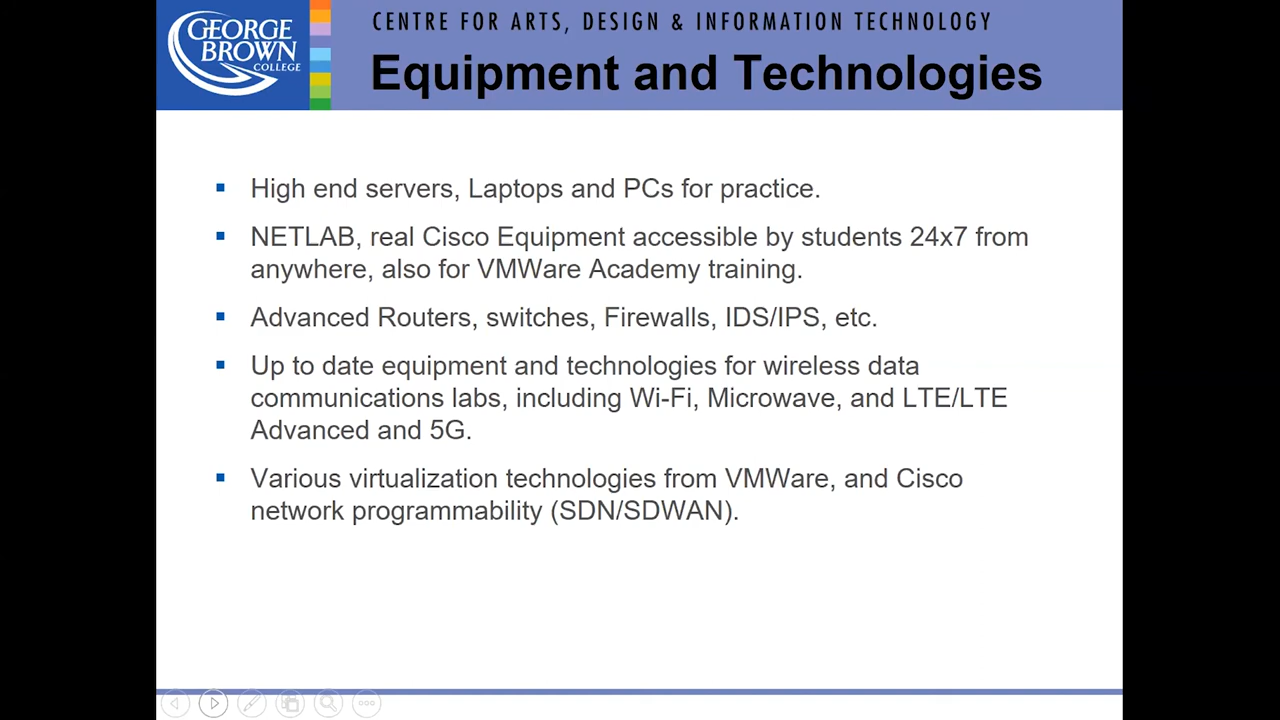 GEORGE
BROWN
COLLEGE
CENTRE FOR ARTS, DESIGN & INFORMATION TECHNOLOGY
Equipment and Technologies
High end servers, Laptops and PCs for practice.
NETLAB, real Cisco Equipment accessible by students 24x7 from
anywhere, also for VMWare Academy training.
Advanced Routers, switches, Firewalls, IDS/IPS, etc.
Up to date equipment and technologies for wireless data
communications labs, including Wi-Fi, Microwave, and LTE/LTE
Advanced and 5G.
Various virtualization technologies from VMWare, and Cisco
network programmability (SDN/SDWAN).